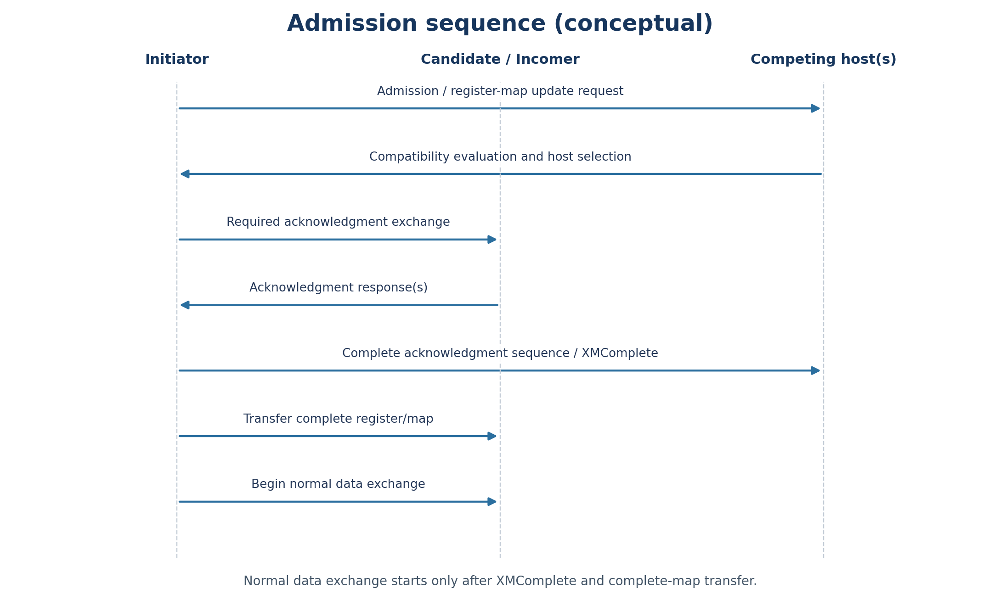 Admission sequence (conceptual)
Initiator
Candidate / Incomer
Competing host(s)
Admission / register-map update request
Compatibility evaluation and host selection
Required acknowledgment exchange
Acknowledgment response(s)
Complete acknowledgment sequence / XMComplete
Transfer complete register/map
Begin normal data exchange
Normal data exchange starts only after XMComplete and complete-map transfer.